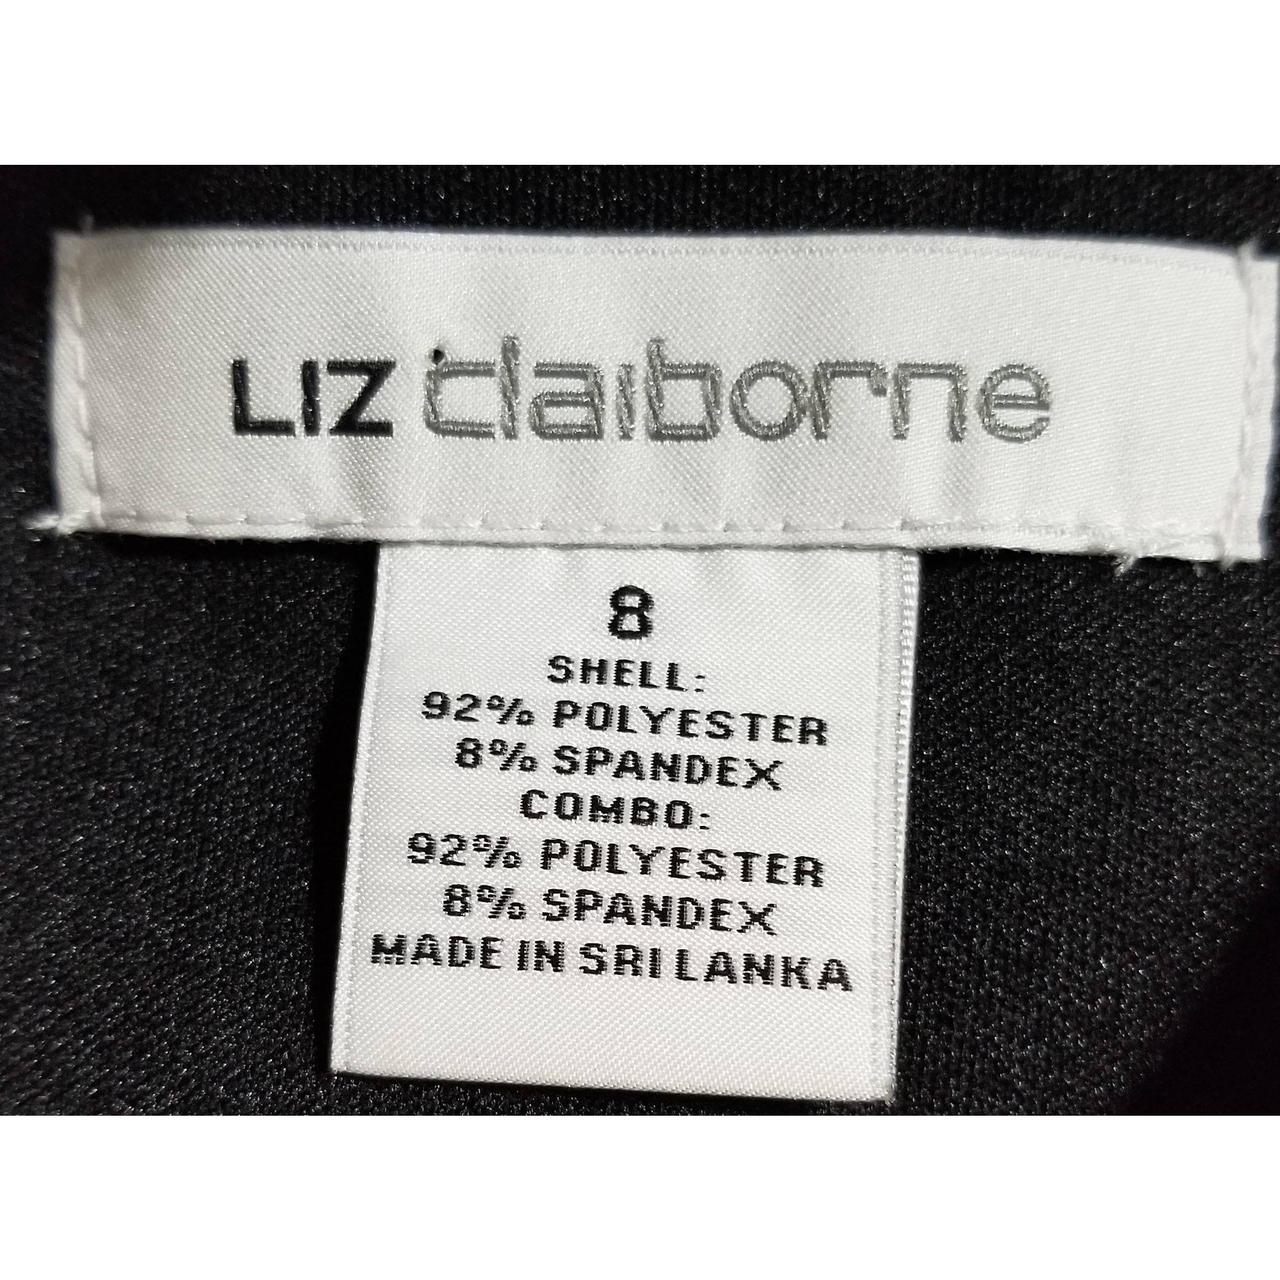 LIZ claiborne
8
SHELL:
92% POLYESTER
8% SPANDEX
COMBO:
92% POLYESTER
8% SPANDEX
MADE IN SRI LANKA